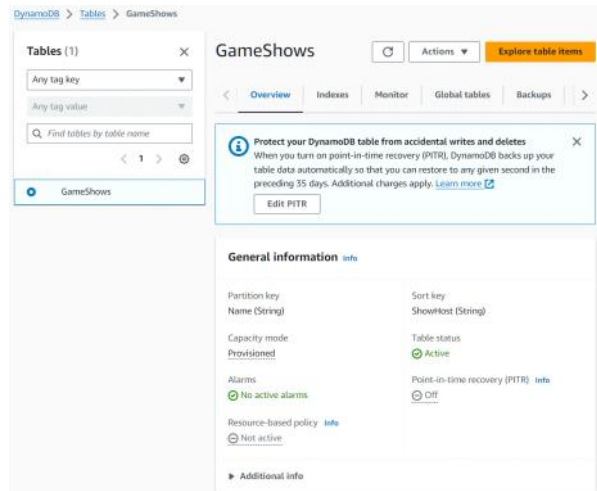 DynamoDB > Tables > GameShows
Tables (1)
Any tag key
Any tag value
Find tables by table name
1
GameShows
GameShows
Actions
Explore table items
Overview
Indexes
Monitor
Global tables
Backups
Protect your DynamoDB table from accidental writes and deletes
When you turn on point-in-time recovery (PITR), DynamoDB backs up your
table data automatically so that you can restore to any given second in the
preceding 35 days. Additional charges apply. Learn more
Edit PITR
General information Info
Partition key
Name (String)
Sort key
ShowHost (String)
Capacity mode
Provisioned
Table status
Active
Alarms
No active alarms
Point-in-time recovery (PITR) Info
Off
Resource-based policy Info
Not active
Additional info